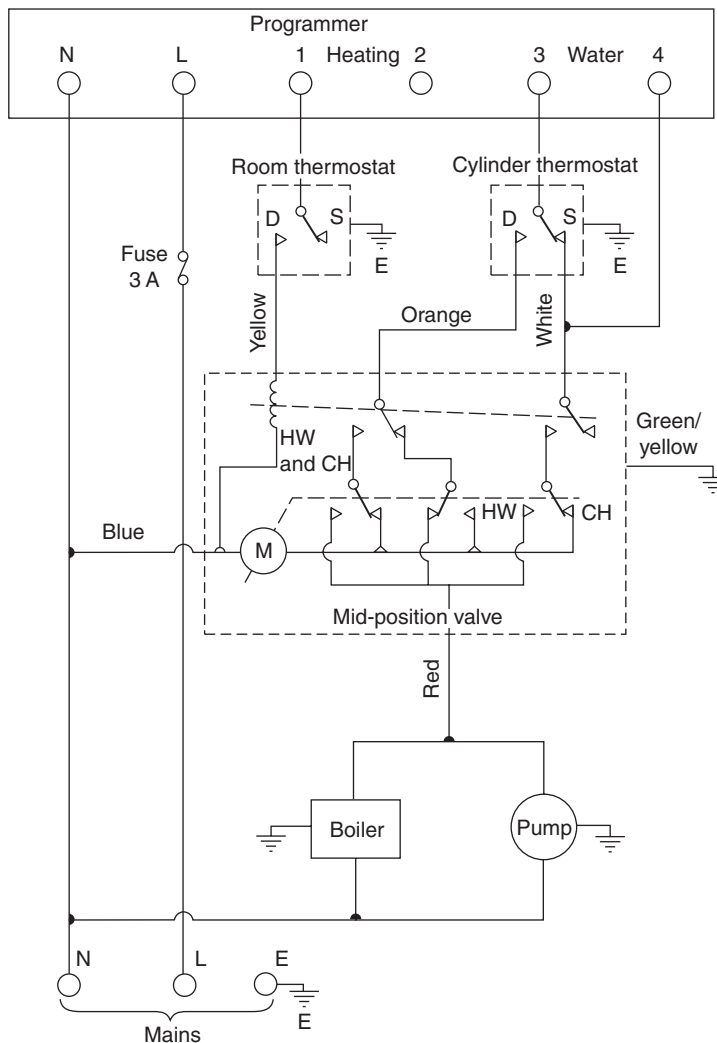 Programmer
N L 1 Heating 2 3 Water 4
Room thermostat
Cylinder thermostat
D S
E
D S
E
Fuse
3 A
Yellow
Orange
White
Green/
yellow
HW
and CH
HW CH
Blue
M
Mid-position valve
Red
Boiler
Pump
N L E
E
Mains